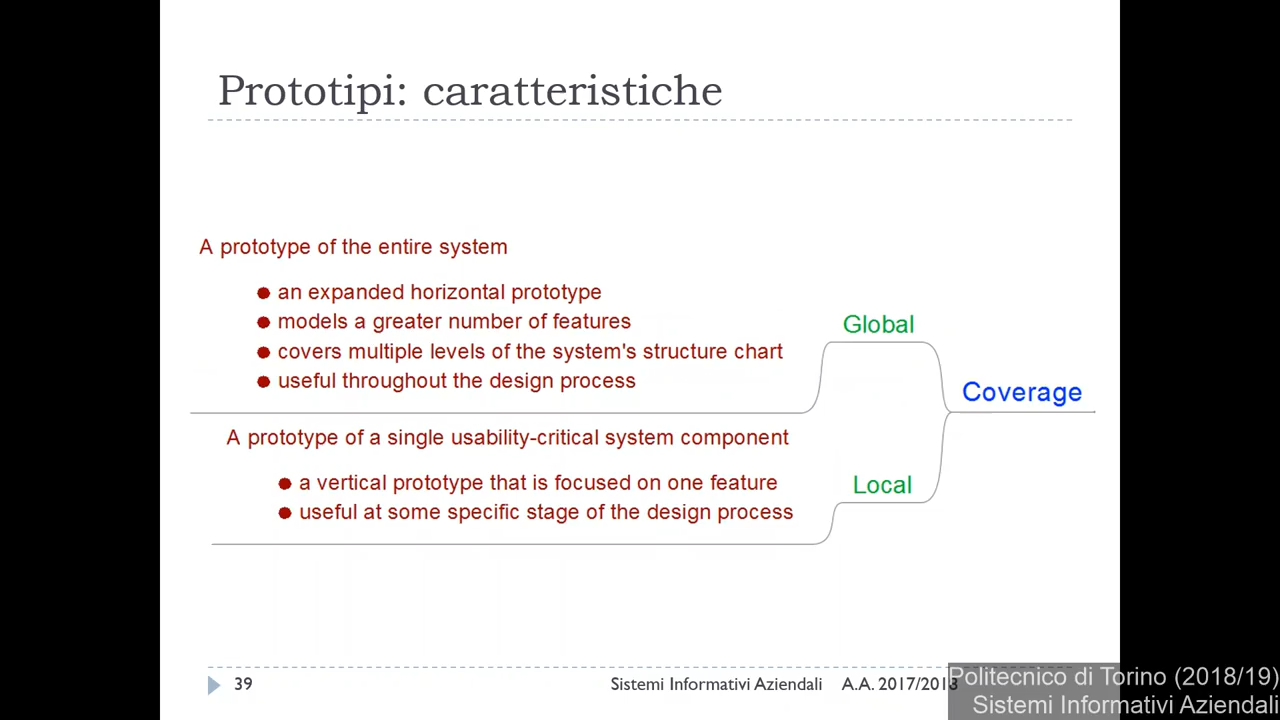 Prototipi: caratteristiche
A prototype of the entire system
an expanded horizontal prototype
models a greater number of features
covers multiple levels of the system's structure chart
useful throughout the design process
Global
Coverage
A prototype of a single usability-critical system component
a vertical prototype that is focused on one feature
useful at some specific stage of the design process
Local
39
Sistemi Informativi Aziendali
A.A. 2017/2018
Politecnico di Torino (2018/19)
Sistemi Informativi Aziendali